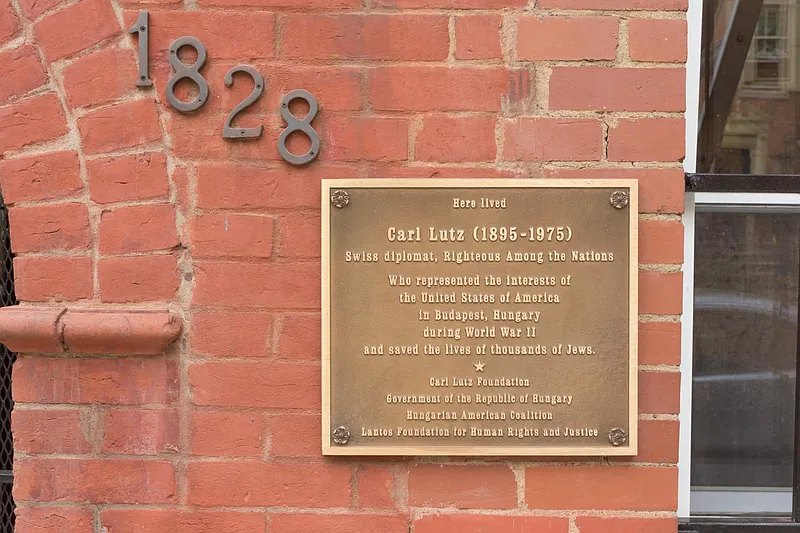 1828
Here lived
Carl Lutz (1895-1975)
Swiss diplomat, Righteous Among the Nations
Who represented the interests of
the United States of America
in Budapest, Hungary
during World War II
and saved the lives of thousands of Jews.
Carl Lutz Foundation
Government of the Republic of Hungary
Hungarian American Coalition
Lantos Foundation for Human Rights and Justice